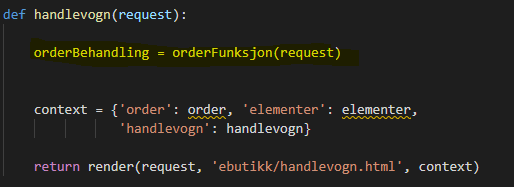 def handlevogn(request):
orderBehandling = orderFunksjon(request)
context = {'order': order, 'elementer': elementer,
'handlevogn': handlevogn}
return render(request, 'ebutikk/handlevogn.html', context)